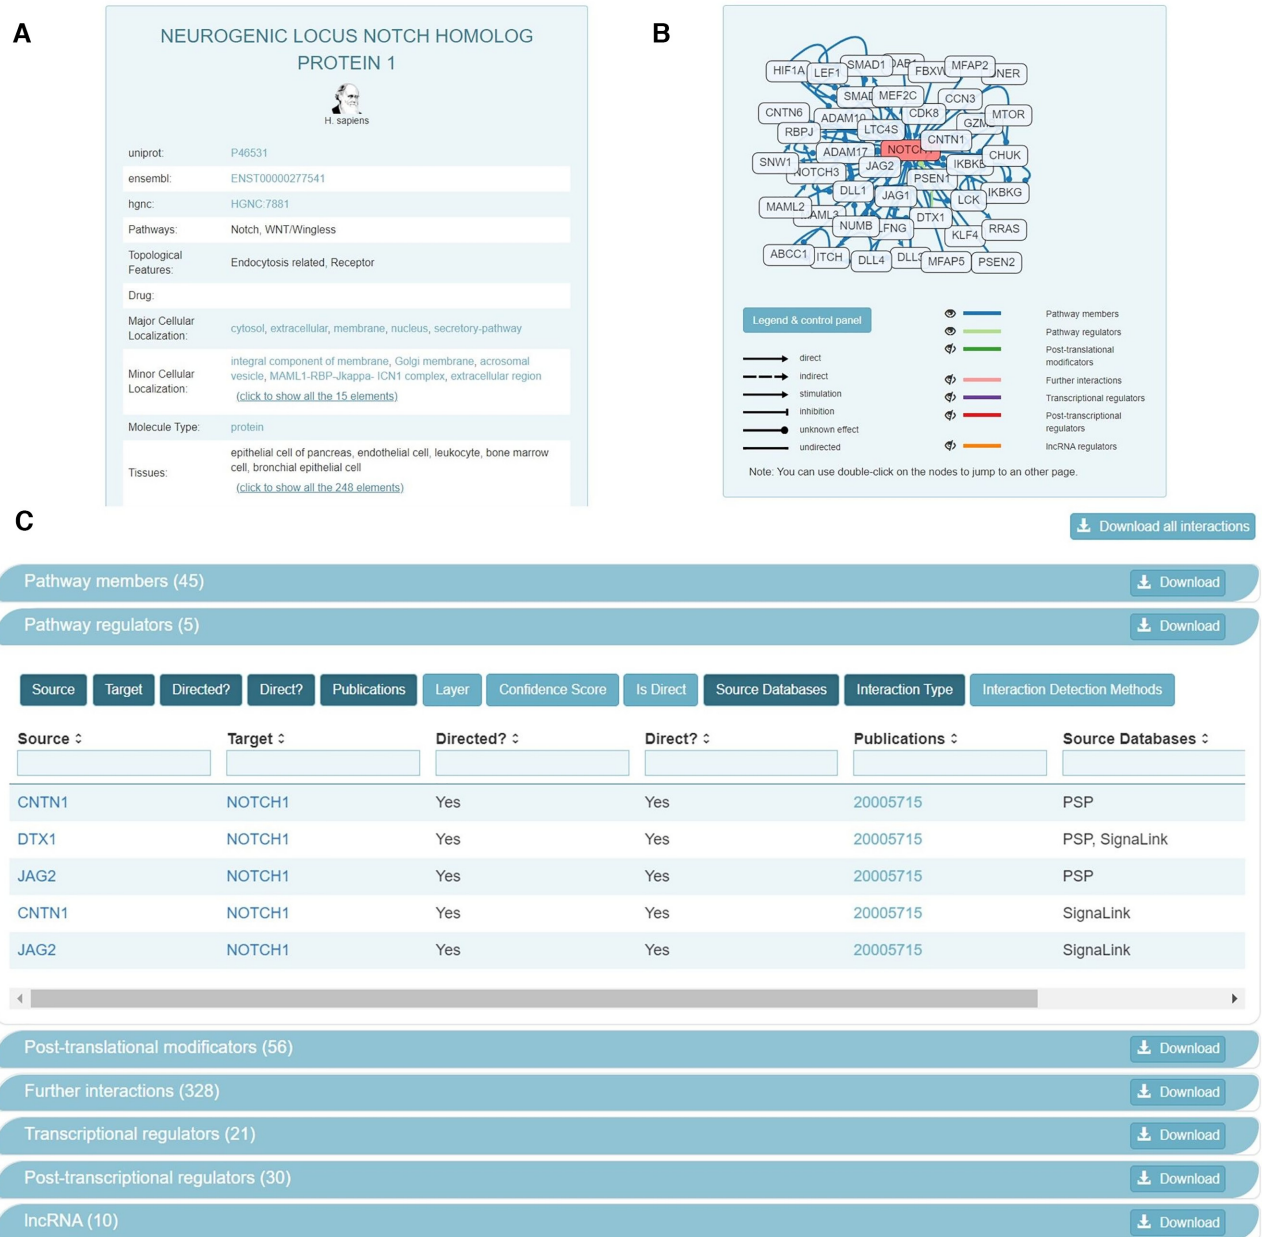 A
NEUROGENIC LOCUS NOTCH HOMOLOG
PROTEIN 1
H. sapiens
uniprot: P46531
ensembl: ENST00000277541
hgnc: HGNC:7881
Pathways: Notch, WNT/Wingless
Topological
Features: Endocytosis related, Receptor
Drug:
Major Cellular
Localization: cytosol, extracellular, membrane, nucleus, secretory-pathway
Minor Cellular
Localization: integral component of membrane, Golgi membrane, acrosomal
vesicle, MAML1-RBP-Jkappa- ICN1 complex, extracellular region
(click to show all the 15 elements)
Molecule Type: protein
Tissues: epithelial cell of pancreas, endothelial cell, leukocyte, bone marrow
cell, bronchial epithelial cell
(click to show all the 248 elements)
B
HIF1A LEF1 SMAD1 FBXW MFAP2
MEF2C CCN3
CNTN6 ADAM10 CDK8 MTOR
RBPJ LTC4S CNTN1
SNW1 ADAM17 NOTCH IKBKB CHUK
NOTCH3 JAG2 PSEN1
DLL1 JAG1 LCK IKBKG
MAML2 DTX1
NUMB LFNG KLF4 RRAS
ABCC1 ITCH DLL4 MFAP5 PSEN2
Legend & control panel
direct
indirect
stimulation
inhibition
unknown effect
undirected
Pathway members
Pathway regulators
Post-translational
modificators
Further interactions
Transcriptional regulators
Post-transcriptional
regulators
lncRNA regulators
Note: You can use double-click on the nodes to jump to an other page.
C
Download all interactions
Pathway members (45) Download
Pathway regulators (5) Download
Source Target Directed? Direct? Publications Layer Confidence Score Is Direct Source Databases Interaction Type Interaction Detection Methods
Source Target Directed? Direct? Publications Source Databases
CNTN1 NOTCH1 Yes Yes 20005715 PSP
DTX1 NOTCH1 Yes Yes 20005715 PSP, SignaLink
JAG2 NOTCH1 Yes Yes 20005715 PSP
CNTN1 NOTCH1 Yes Yes 20005715 SignaLink
JAG2 NOTCH1 Yes Yes 20005715 SignaLink
Post-translational modificators (56) Download
Further interactions (328) Download
Transcriptional regulators (21) Download
Post-transcriptional regulators (30) Download
lncRNA (10) Download